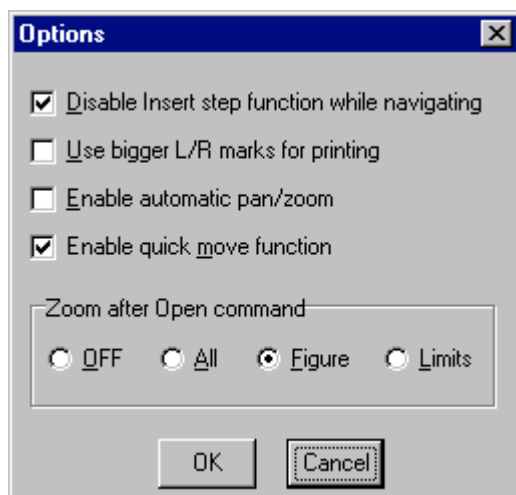 Options
Disable Insert step function while navigating
Use bigger L/R marks for printing
Enable automatic pan/zoom
Enable quick move function
Zoom after Open command
OFF All Figure Limits
OK Cancel